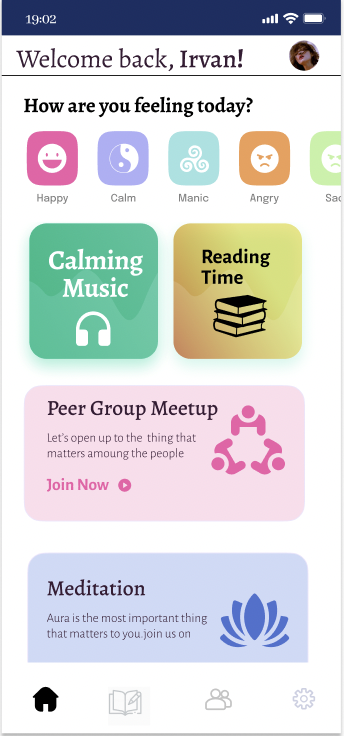 19:02
Welcome back, Irvan!
How are you feeling today?
Happy
Calm
Manic
Angry
Sad
Calming
Music
Reading
Time
Peer Group Meetup
Let's open up to the thing that
matters amoung the people
Join Now
Meditation
Aura is the most important thing
that matters to you.join us on